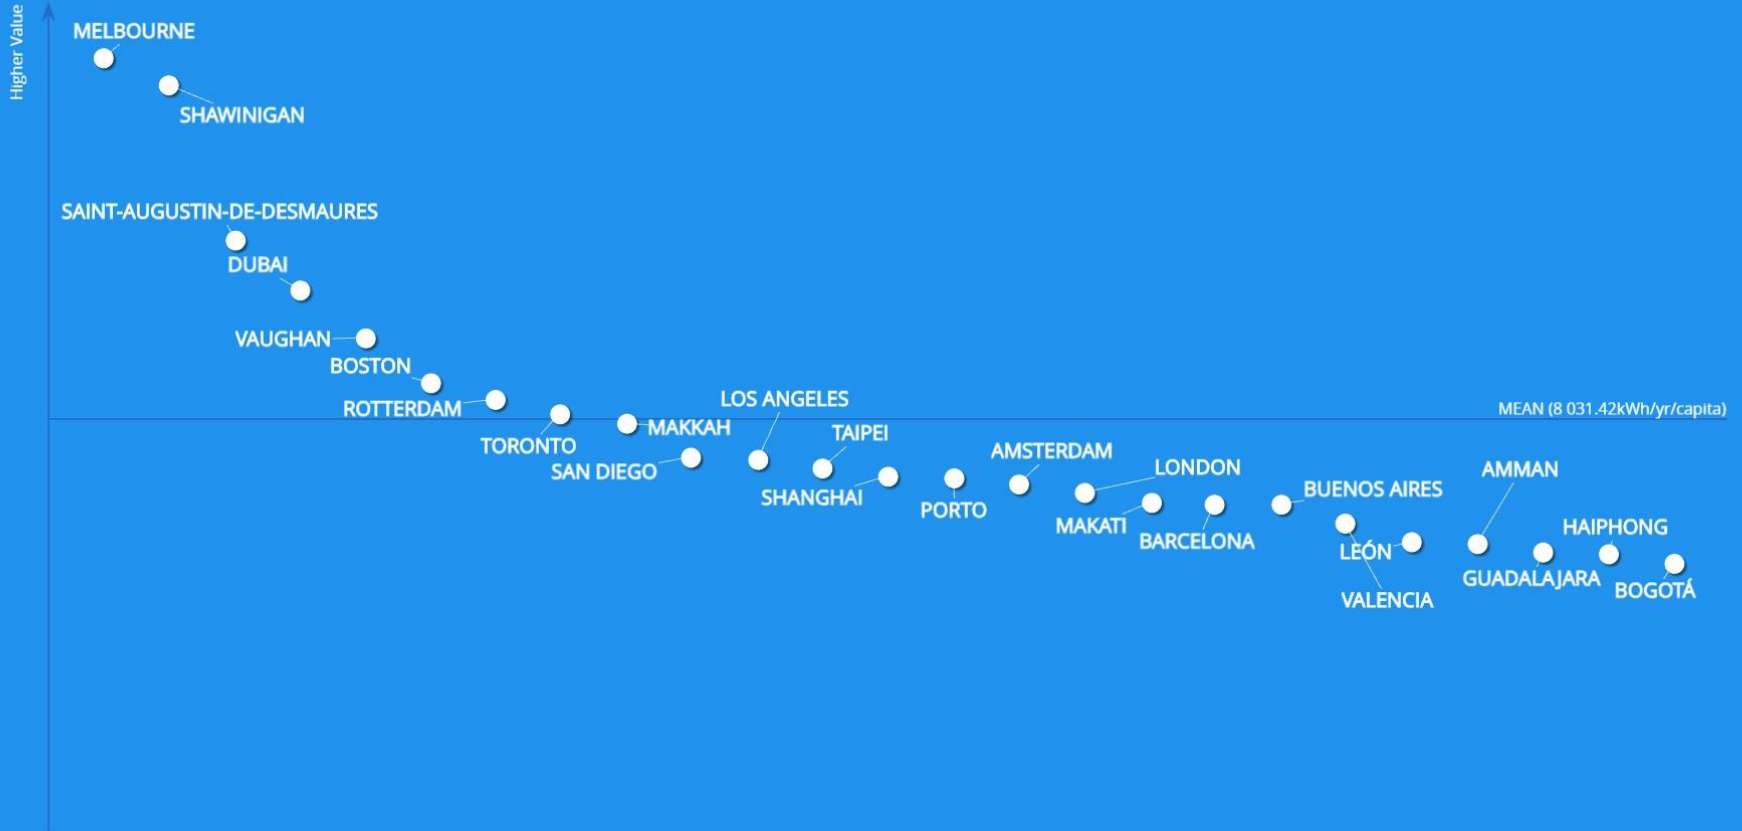 Higher Value
MELBOURNE
SHAWINIGAN
SAINT-AUGUSTIN-DE-DESMAURES
DUBAI
VAUGHAN
BOSTON
ROTTERDAM
TORONTO
MAKKAH
SAN DIEGO
LOS ANGELES
TAIPEI
SHANGHAI
PORTO
AMSTERDAM
LONDON
MAKATI
BARCELONA
BUENOS AIRES
VALENCIA
LEÓN
AMMAN
GUADALAJARA
HAIPHONG
BOGOTÁ
MEAN (8 031.42kWh/yr/capita)